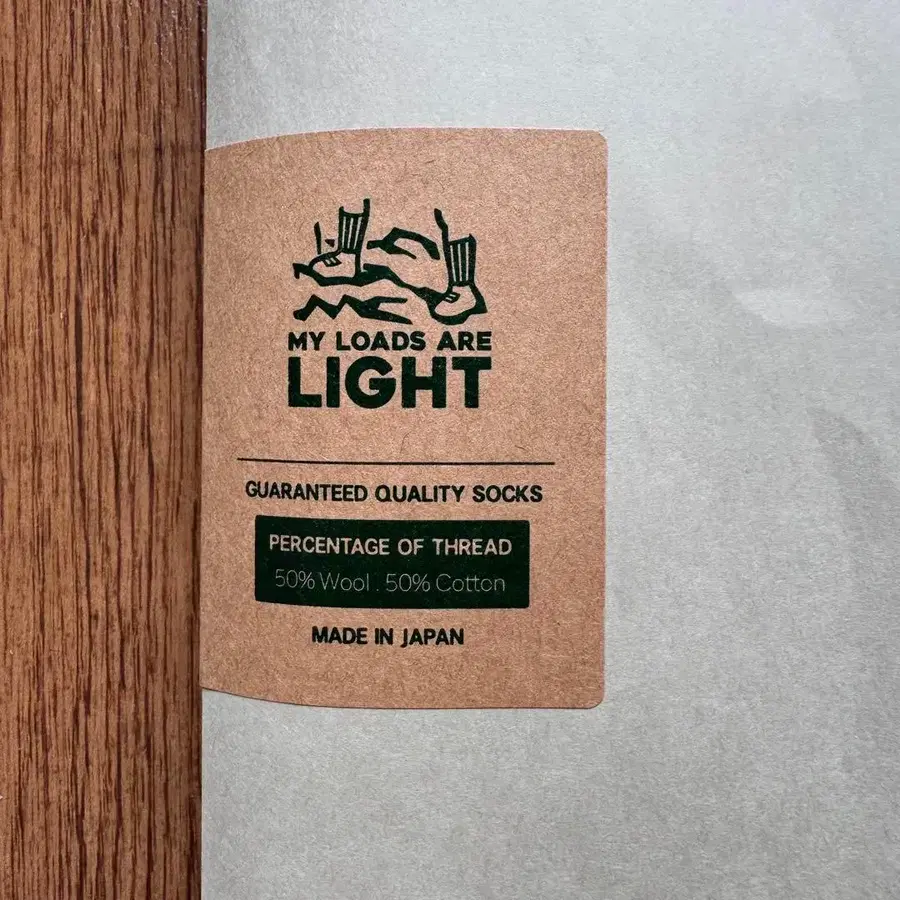 MY LOADS ARE
LIGHT
GUARANTEED QUALITY SOCKS
PERCENTAGE OF THREAD
50% Wool . 50% Cotton
MADE IN JAPAN